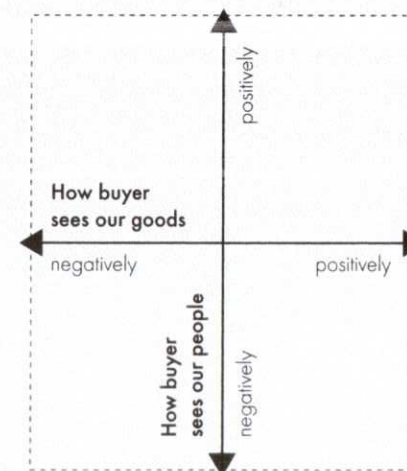 positively
How buyer
sees our goods
negatively
positively
How buyer
sees our people
negatively